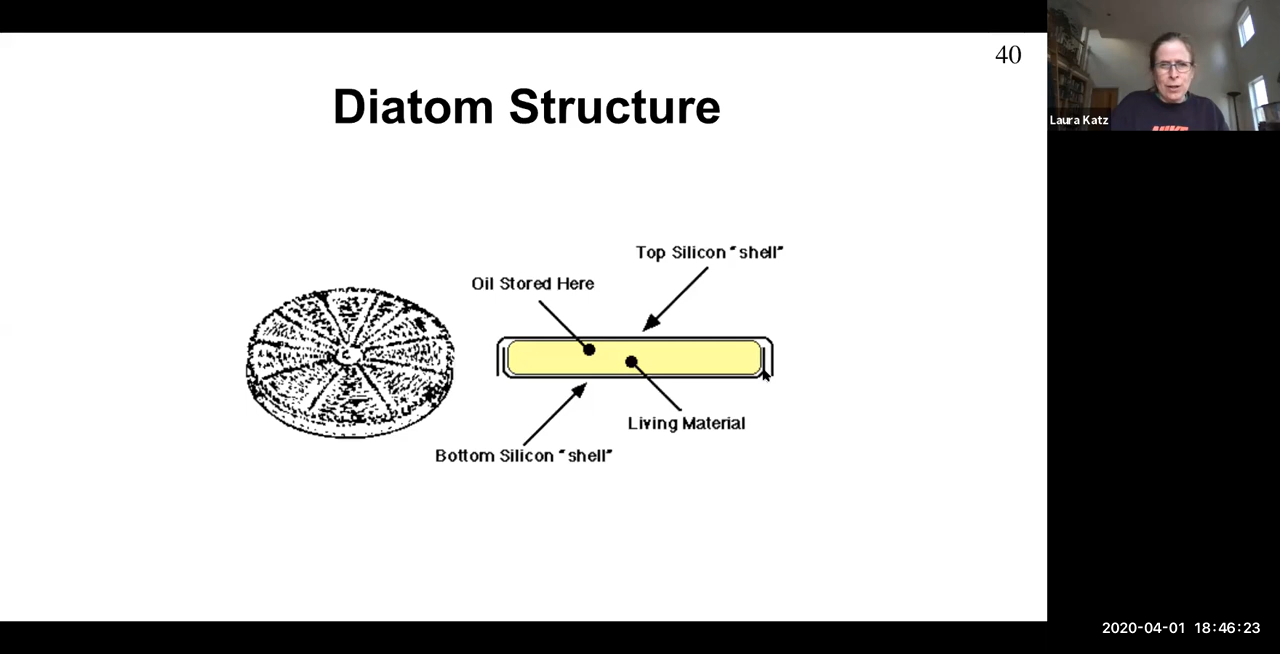 40
Diatom Structure
Top Silicon "shell"
Oil Stored Here
Living Material
Bottom Silicon "shell"
Laura Katz
NIKE
2020-04-01 18:46:23